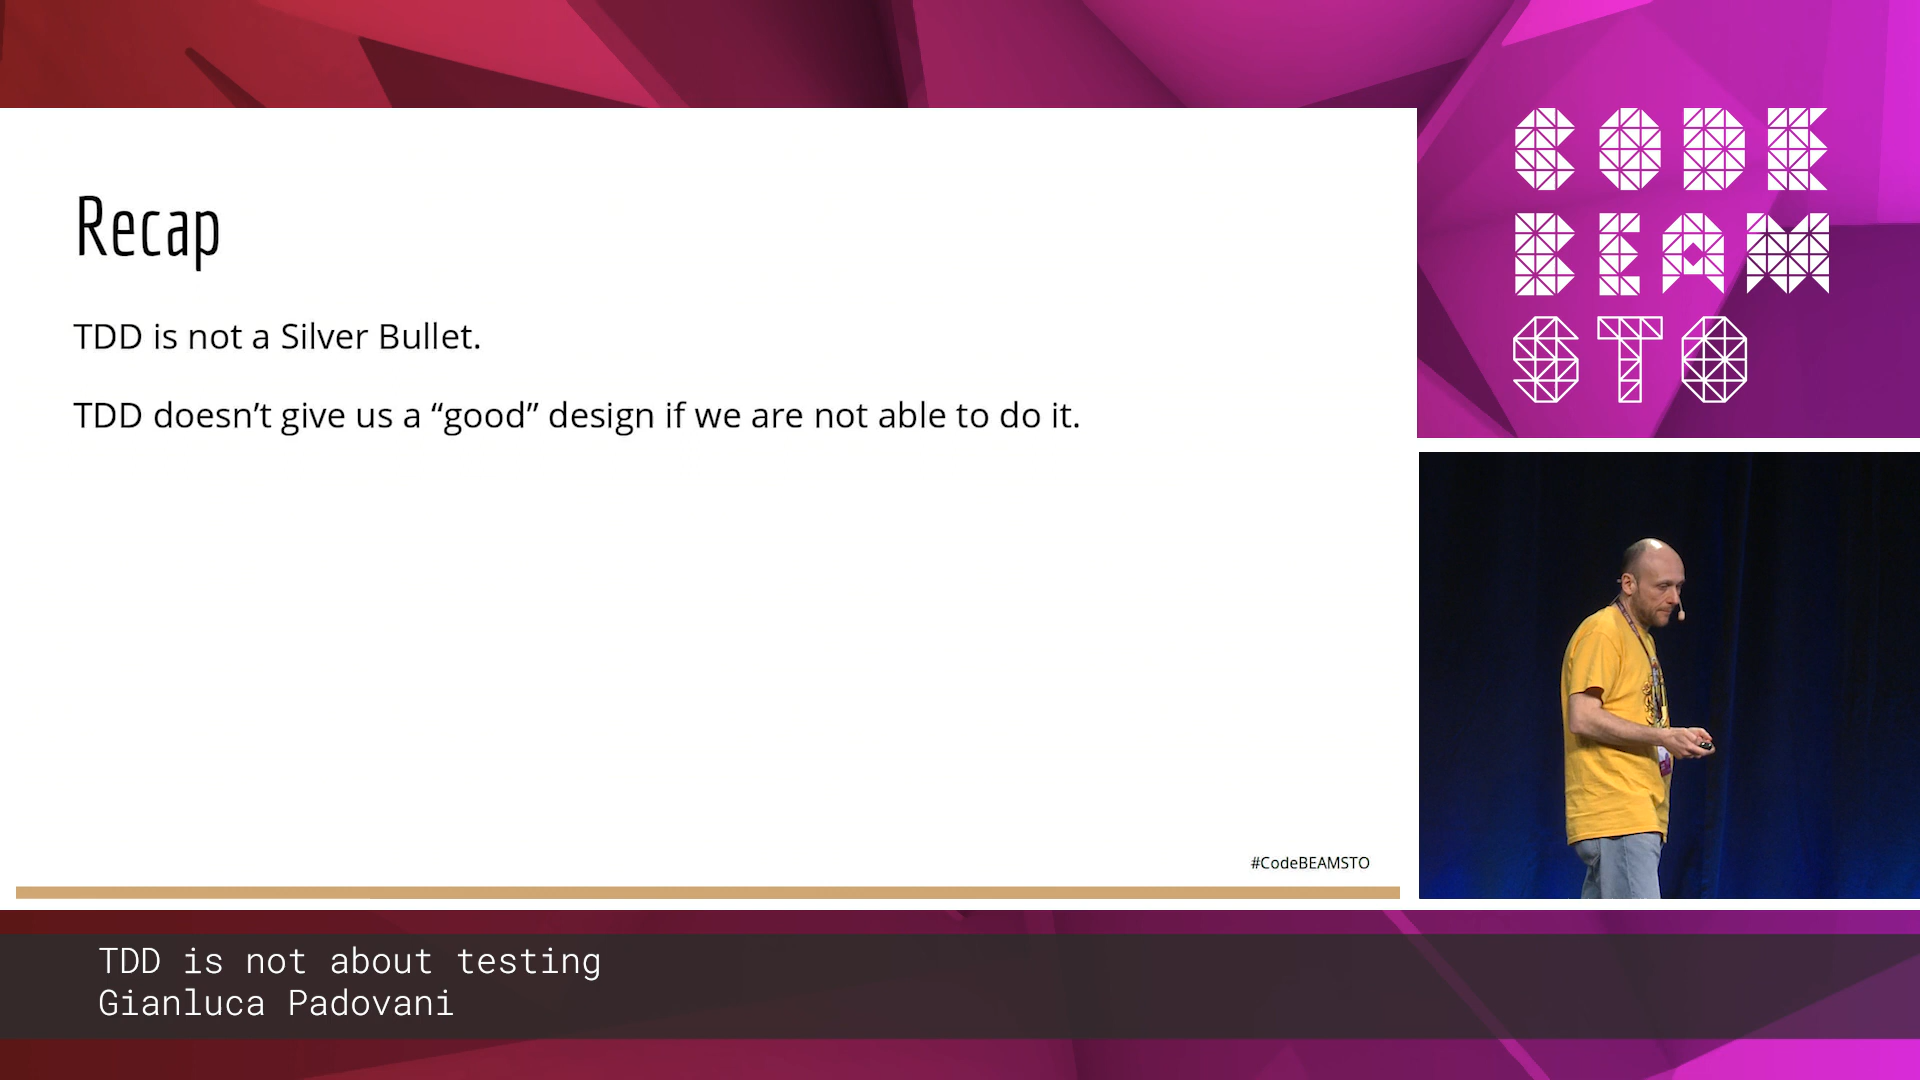 CODE
BEAM
STO
Recap
TDD is not a Silver Bullet.
TDD doesn’t give us a “good” design if we are not able to do it.
#CodeBEAMSTO
TDD is not about testing
Gianluca Padovani